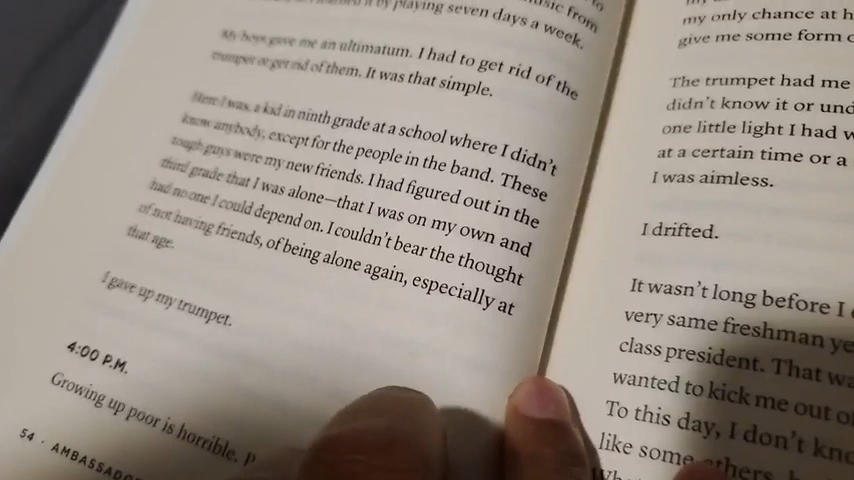 it by playing seven days a week.
My boys gave me an ultimatum. I had to get rid of the
trumpet or get rid of them. It was that simple.
Here I was, a kid in ninth grade at a school where I didn't
know anybody, except for the people in the band. These
tough guys were my new friends. I had figured out in the
third grade that I was alone—that I was on my own and
had no one I could depend on. I couldn't bear the thought
of not having friends, of being alone again, especially at
that age.
I gave up my trumpet.
4:00 P.M.
Growing up poor is horrible.
54 · AMBASSADO
my only chance at h
give me some form
The trumpet had me
didn't know it or und
one little light I had w
at a certain time or a
I was aimless.
I drifted.
It wasn't long before I
very same freshman ye
class president. That wa
wanted to kick me out o
To this day, I don't kno
like some others